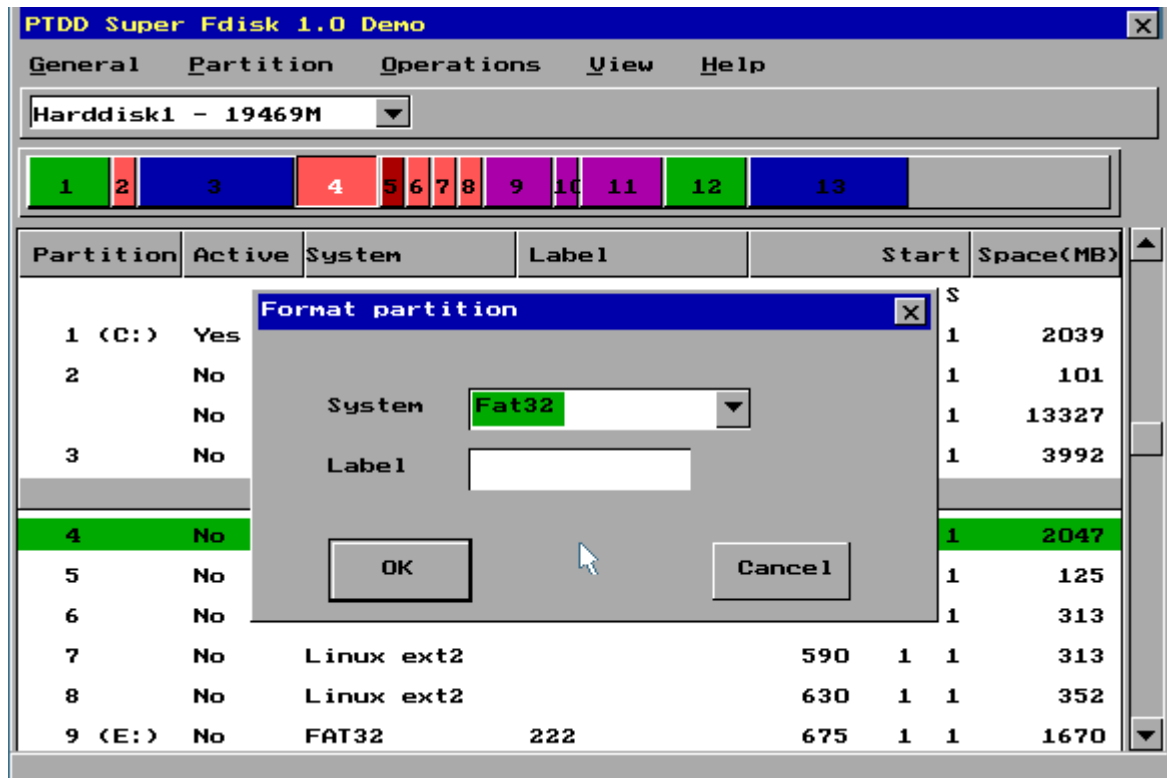 PTDD Super Fdisk 1.0 Demo
General Partition Operations View Help
Harddisk1 - 19469M
1 2 3 4 5 6 7 8 9 10 11 12 13
Partition Active System Label Start Space(MB)
S
1 (C:) Yes 1 2039
2 No 1 101
No 1 13327
3 No 1 3992
4 No 1 2047
5 No 1 125
6 No 1 313
7 No Linux ext2 590 1 1 313
8 No Linux ext2 630 1 1 352
9 (E:) No FAT32 222 675 1 1 1670
Format partition
System Fat32
Label
OK Cancel